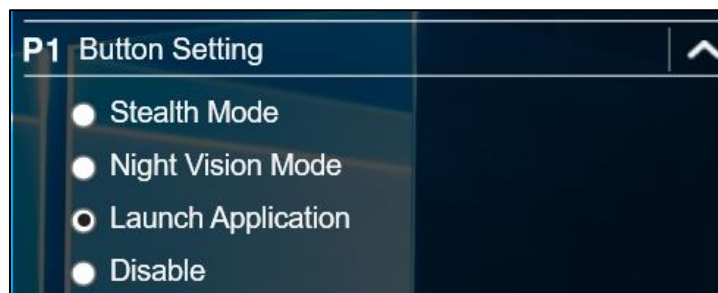 P1 Button Setting
Stealth Mode
Night Vision Mode
Launch Application
Disable